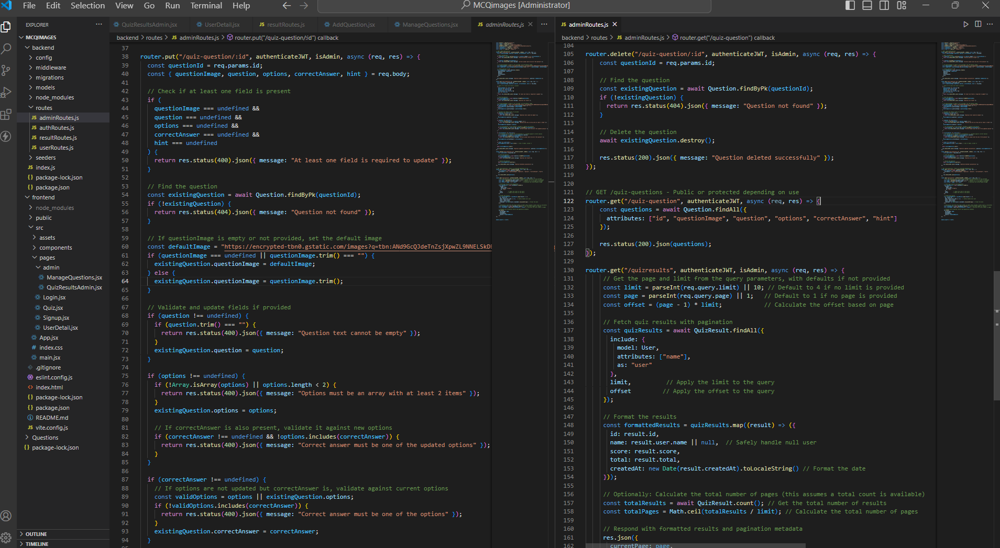 File Edit Selection View Go Run Terminal Help
MCQimages [Administrator]
EXPLORER
MCQIMAGES
backend
config
middleware
migrations
models
node_modules
routes
JS adminRoutes.js
JS authRoutes.js
JS resultRoutes.js
JS userRoutes.js
seeders
JS index.js
{} package-lock.json
{} package.json
frontend
node_modules
public
src
assets
components
pages
admin
ManageQuestions.jsx
QuizResultsAdmin.jsx
Login.jsx
Quiz.jsx
Signup.jsx
UserDetail.jsx
App.jsx
# index.css
main.jsx
.gitignore
eslint.config.js
<> index.html
{} package-lock.json
{} package.json
README.md
JS vite.config.js
Questions
{} package-lock.json
OUTLINE
TIMELINE
QuizResultsAdmin.jsx
UserDetail.jsx
JS resultRoutes.js
AddQuestion.jsx
ManageQuestions.jsx
JS adminRoutes.js
backend > routes > JS adminRoutes.js > router.put("/quiz-question/:id") callback
37
38 router.put("/quiz-question/:id", authenticateJWT, isAdmin, async (req, res) => {
39 const questionId = req.params.id;
40 const { questionImage, question, options, correctAnswer, hint } = req.body;
41
42 // Check if at least one field is present
43 if (
44 questionImage === undefined &&
45 question === undefined &&
46 options === undefined &&
47 correctAnswer === undefined &&
48 hint === undefined
49 ) {
50 return res.status(400).json({ message: "At least one field is required to update" });
51 }
52
53 // Find the question
54 const existingQuestion = await Question.findByPk(questionId);
55 if (!existingQuestion) {
56 return res.status(404).json({ message: "Question not found" });
57 }
58
59 // If questionImage is empty or not provided, set the default image
60 const defaultImage = "https://encrypted-tbn0.gstatic.com/images?q=tbn:ANd9GcQJdeTnZsjXpwZL9NNELSkD
61 if (questionImage === undefined || questionImage.trim() === "") {
62 existingQuestion.questionImage = defaultImage;
63 } else {
64 existingQuestion.questionImage = questionImage.trim();
65 }
66
67 // Validate and update fields if provided
68 if (question !== undefined) {
69 if (question.trim() === "") {
70 return res.status(400).json({ message: "Question text cannot be empty" });
71 }
72 existingQuestion.question = question;
73 }
74
75 if (options !== undefined) {
76 if (!Array.isArray(options) || options.length < 2) {
77 return res.status(400).json({ message: "Options must be an array with at least 2 items" });
78 }
79 existingQuestion.options = options;
80
81 // If correctAnswer is also present, validate it against new options
82 if (correctAnswer !== undefined && !options.includes(correctAnswer)) {
83 return res.status(400).json({ message: "Correct answer must be one of the updated options" });
84 }
85 }
86
87 if (correctAnswer !== undefined) {
88 // If options are not updated but correctAnswer is, validate against current options
89 const validOptions = options || existingQuestion.options;
90 if (!validOptions.includes(correctAnswer)) {
91 return res.status(400).json({ message: "Correct answer must be one of the options" });
92 }
93 existingQuestion.correctAnswer = correctAnswer;
94 }
95
JS adminRoutes.js
backend > routes > JS adminRoutes.js > router.get("/quiz-question") callback
104
105 router.delete("/quiz-question/:id", authenticateJWT, isAdmin, async (req, res) => {
106 const questionId = req.params.id;
107
108 // Find the question
109 const existingQuestion = await Question.findByPk(questionId);
110 if (!existingQuestion) {
111 return res.status(404).json({ message: "Question not found" });
112 }
113
114 // Delete the question
115 await existingQuestion.destroy();
116
117 res.status(200).json({ message: "Question deleted successfully" });
118 });
119
120
121 // GET /quiz-questions - Public or protected depending on use
122 router.get("/quiz-question", authenticateJWT, async (req, res) => {
123 const questions = await Question.findAll({
124 attributes: ["id", "questionImage", "question", "options", "correctAnswer", "hint"]
125 });
126
127 res.status(200).json(questions);
128 });
129
130 router.get("/quizresults", authenticateJWT, isAdmin, async (req, res) => {
131 // Get the page and limit from the query parameters, with defaults if not provided
132 const limit = parseInt(req.query.limit) || 10; // Default to 4 if no limit is provided
133 const page = parseInt(req.query.page) || 1; // Default to 1 if no page is provided
134 const offset = (page - 1) * limit; // Calculate the offset based on page
135
136 // Fetch quiz results with pagination
137 const quizResults = await QuizResult.findAll({
138 include: {
139 model: User,
140 attributes: ["name"],
141 as: "user"
142 },
143 limit, // Apply the limit to the query
144 offset // Apply the offset to the query
145 });
146
147 // Format the results
148 const formattedResults = quizResults.map((result) => ({
149 id: result.id,
150 name: result.user.name || null, // Safely handle null user
151 score: result.score,
152 total: result.total,
153 createdAt: new Date(result.createdAt).toLocaleString() // Format the date
154 }));
155
156 // Optionally: Calculate the total number of pages (this assumes a total count is available)
157 const totalResults = await QuizResult.count(); // Get the total number of results
158 const totalPages = Math.ceil(totalResults / limit); // Calculate the total number of pages
159
160 // Respond with formatted results and pagination metadata
161 res.json({
162 currentPage: page,